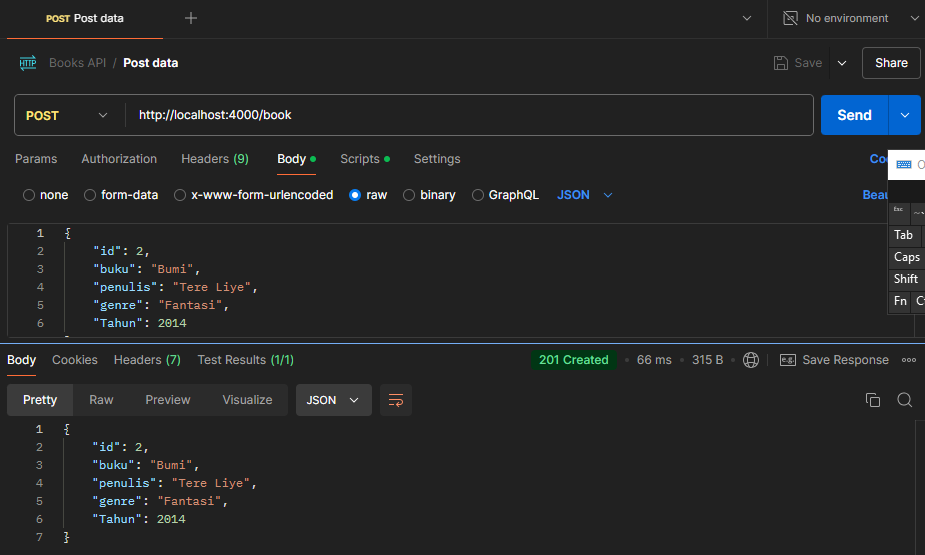 POST Post data
No environment
HTTP Books API / Post data Save Share
POST http://localhost:4000/book Send
Params Authorization Headers (9) Body Scripts Settings
none form-data x-www-form-urlencoded raw binary GraphQL JSON
Esc
Tab
Caps
Shift
Fn
1 {
2 "id": 2,
3 "buku": "Bumi",
4 "penulis": "Tere Liye",
5 "genre": "Fantasi",
6 "Tahun": 2014
Body Cookies Headers (7) Test Results (1/1) 201 Created 66 ms 315 B e.g. Save Response
Pretty Raw Preview Visualize JSON
1 {
2 "id": 2,
3 "buku": "Bumi",
4 "penulis": "Tere Liye",
5 "genre": "Fantasi",
6 "Tahun": 2014
7 }